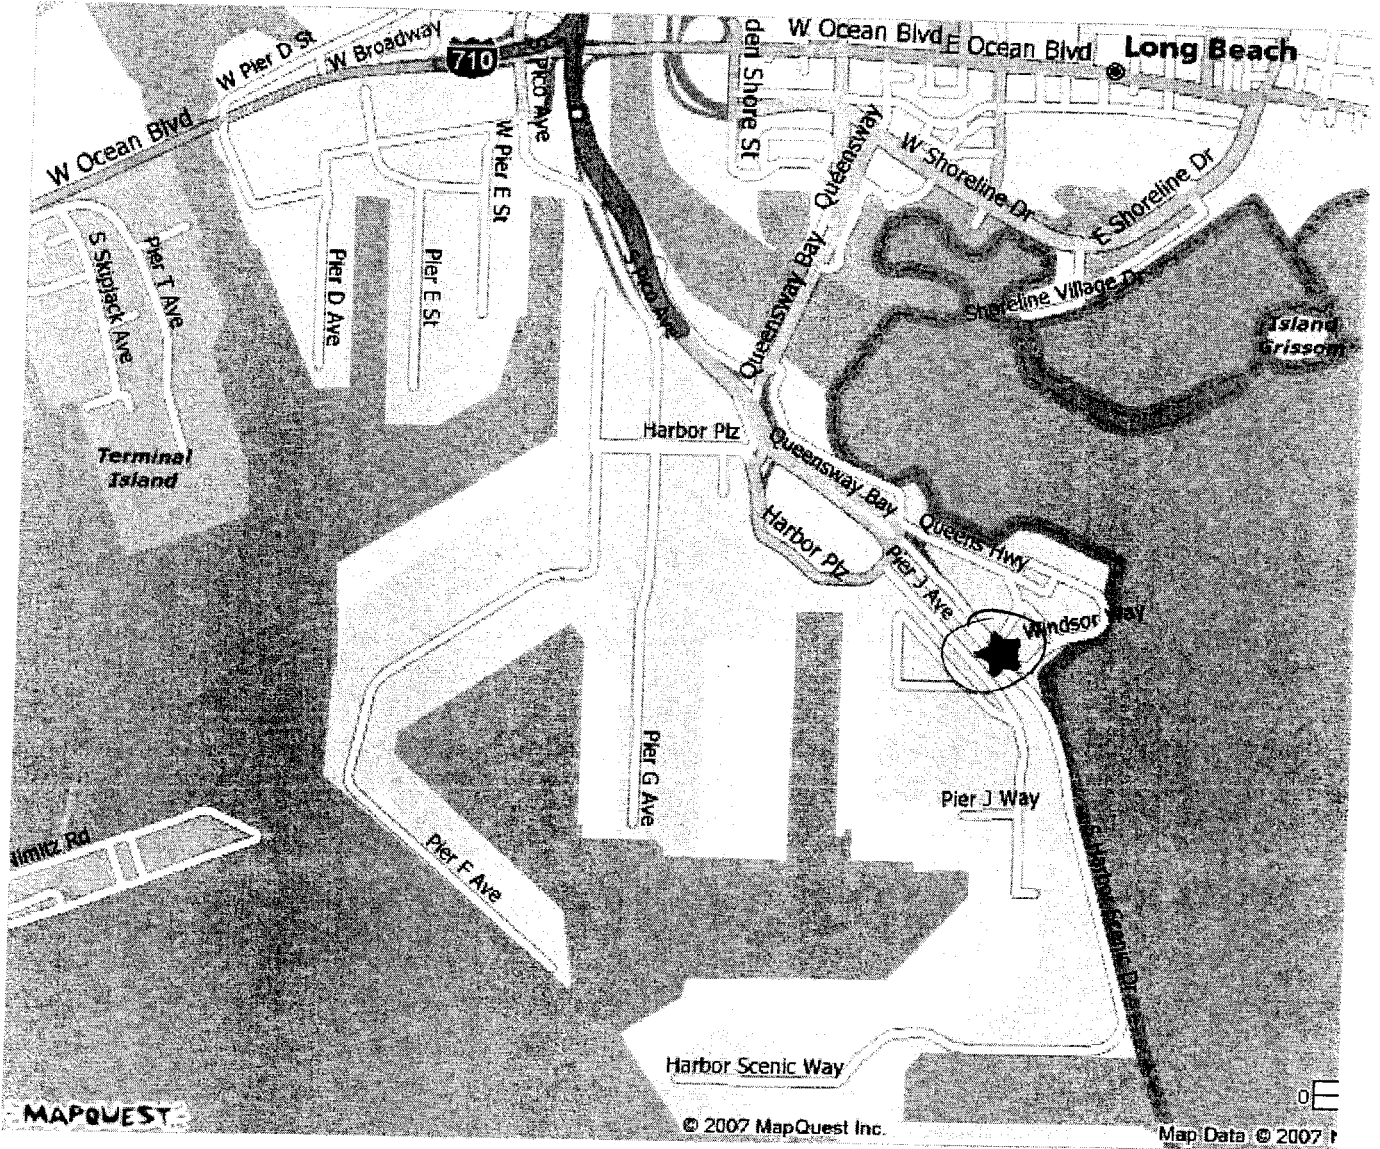 W Pier D St
W Broadway
710
Pico Ave
den Shore St
W Ocean Blvd
E Ocean Blvd
Long Beach
W Ocean Blvd
W Pier E St
Queensway
W Shoreline Dr
E Shoreline Dr
S Skipjack Ave
Pier T Ave
Pier D Ave
Pier E St
S Pico Ave
Queensway Bay
Shoreline Village Dr
Island
Grissom
Harbor Plz
Queensway Bay
Terminal
Island
Harbor Plz
Queens Hwy
Pier J Ave
Windsor Way
Pier G Ave
Pier J Way
Nimitz Rd
Pier F Ave
S Harbor Scenic Dr
Harbor Scenic Way
0
MAPQUEST
© 2007 MapQuest Inc.
Map Data © 2007